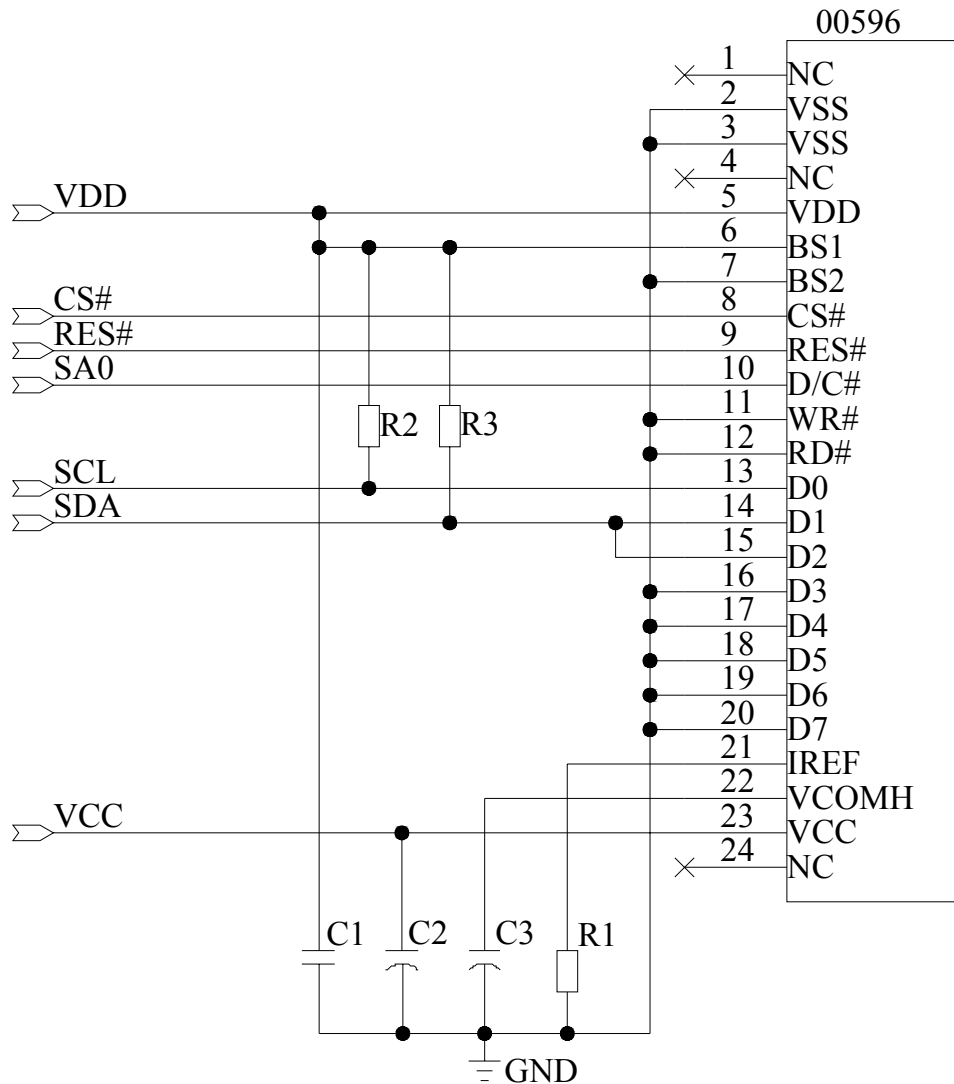 00596
1 NC
2 VSS
3 VSS
4 NC
VDD 5 VDD
6 BS1
7 BS2
CS# 8 CS#
RES# 9 RES#
SA0 10 D/C#
11 WR#
R2 R3 12 RD#
SCL 13 D0
SDA 14 D1
15 D2
16 D3
17 D4
18 D5
19 D6
20 D7
21 IREF
22 VCOMH
VCC 23 VCC
24 NC
C1 C2 C3 R1
GND